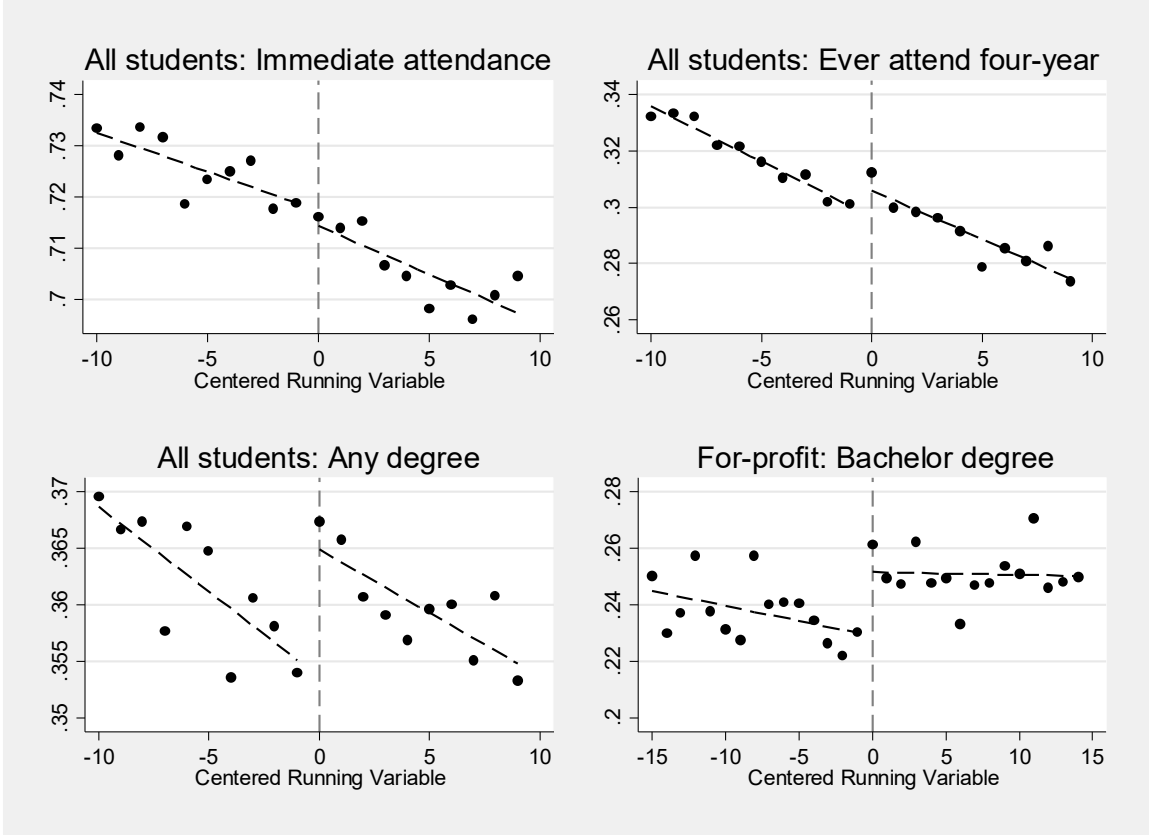 All students: Immediate attendance
.74
.73
.72
.71
.7
-10 -5 0 5 10
Centered Running Variable
All students: Ever attend four-year
.34
.32
.3
.28
.26
-10 -5 0 5 10
Centered Running Variable
All students: Any degree
.37
.365
.36
.355
.35
-10 -5 0 5 10
Centered Running Variable
For-profit: Bachelor degree
.28
.26
.24
.22
.2
-15 -10 -5 0 5 10 15
Centered Running Variable